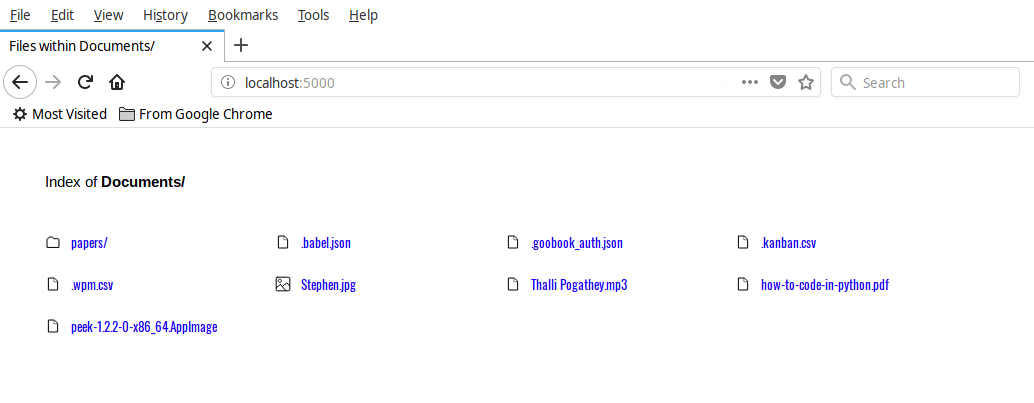 File Edit View History Bookmarks Tools Help
Files within Documents/
localhost:5000 Search
Most Visited From Google Chrome
Index of Documents/
papers/ .babel.json .goobook_auth.json .kanban.csv
.wpm.csv Stephen.jpg Thalli Pogathey.mp3 how-to-code-in-python.pdf
peek-1.2.2-0-x86_64.AppImage